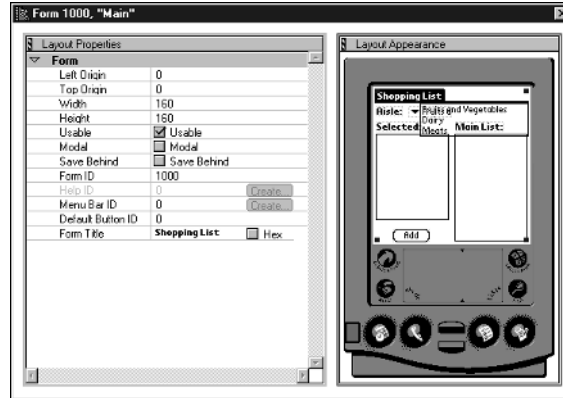 Form 1000, "Main"
Layout Properties
Form
Left Origin 0
Top Origin 0
Width 160
Height 160
Usable Usable
Modal Modal
Save Behind Save Behind
Form ID 1000
Help ID 0 Create...
Menu Bar ID 0 Create...
Default Button ID 0
Form Title Shopping List Hex
Layout Appearance
Shopping List
Aisle: Fruits and Vegetables
Dairy
Meats
Selected Main List:
Add